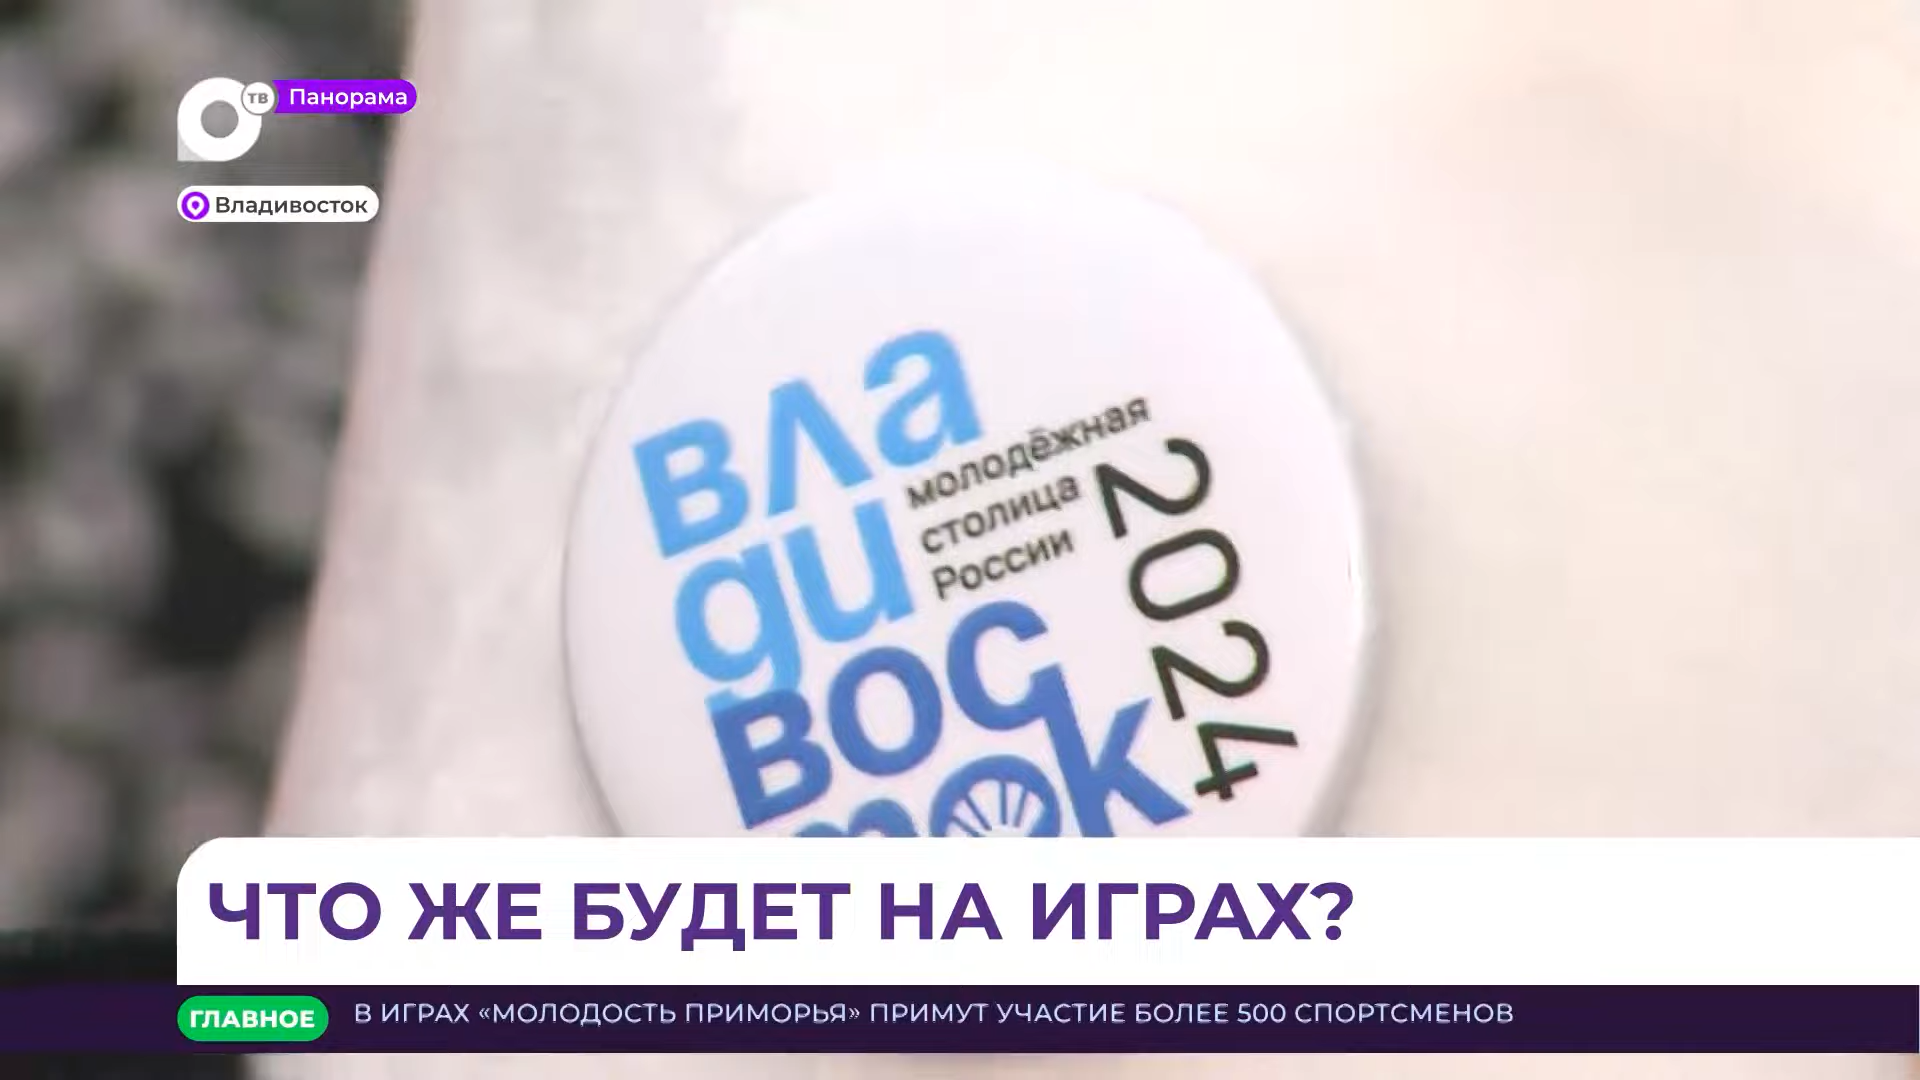 ТВ
Панорама
Владивосток
Вла
ди
молодёжная
столица
России
2024
вос
ток
ЧТО ЖЕ БУДЕТ НА ИГРАХ?
ГЛАВНОЕ
В ИГРАХ «МОЛОДОСТЬ ПРИМОРЬЯ» ПРИМУТ УЧАСТИЕ БОЛЕЕ 500 СПОРТСМЕНОВ